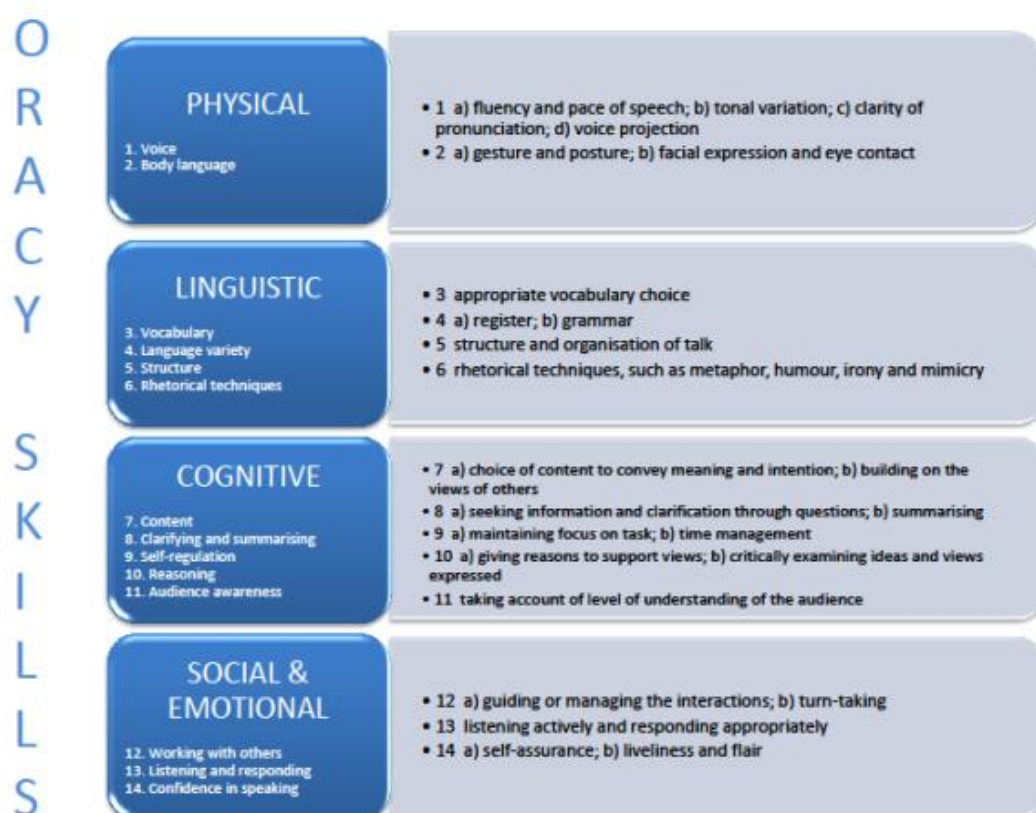 ORACY SKILLS
PHYSICAL
1. Voice
2. Body language
• 1 a) fluency and pace of speech; b) tonal variation; c) clarity of
pronunciation; d) voice projection
• 2 a) gesture and posture; b) facial expression and eye contact
LINGUISTIC
3. Vocabulary
4. Language variety
5. Structure
6. Rhetorical techniques
• 3 appropriate vocabulary choice
• 4 a) register; b) grammar
• 5 structure and organisation of talk
• 6 rhetorical techniques, such as metaphor, humour, irony and mimicry
COGNITIVE
7. Content
8. Clarifying and summarising
9. Self-regulation
10. Reasoning
11. Audience awareness
• 7 a) choice of content to convey meaning and intention; b) building on the
views of others
• 8 a) seeking information and clarification through questions; b) summarising
• 9 a) maintaining focus on task; b) time management
• 10 a) giving reasons to support views; b) critically examining ideas and views
expressed
• 11 taking account of level of understanding of the audience
SOCIAL &
EMOTIONAL
12. Working with others
13. Listening and responding
14. Confidence in speaking
• 12 a) guiding or managing the interactions; b) turn-taking
• 13 listening actively and responding appropriately
• 14 a) self-assurance; b) liveliness and flair